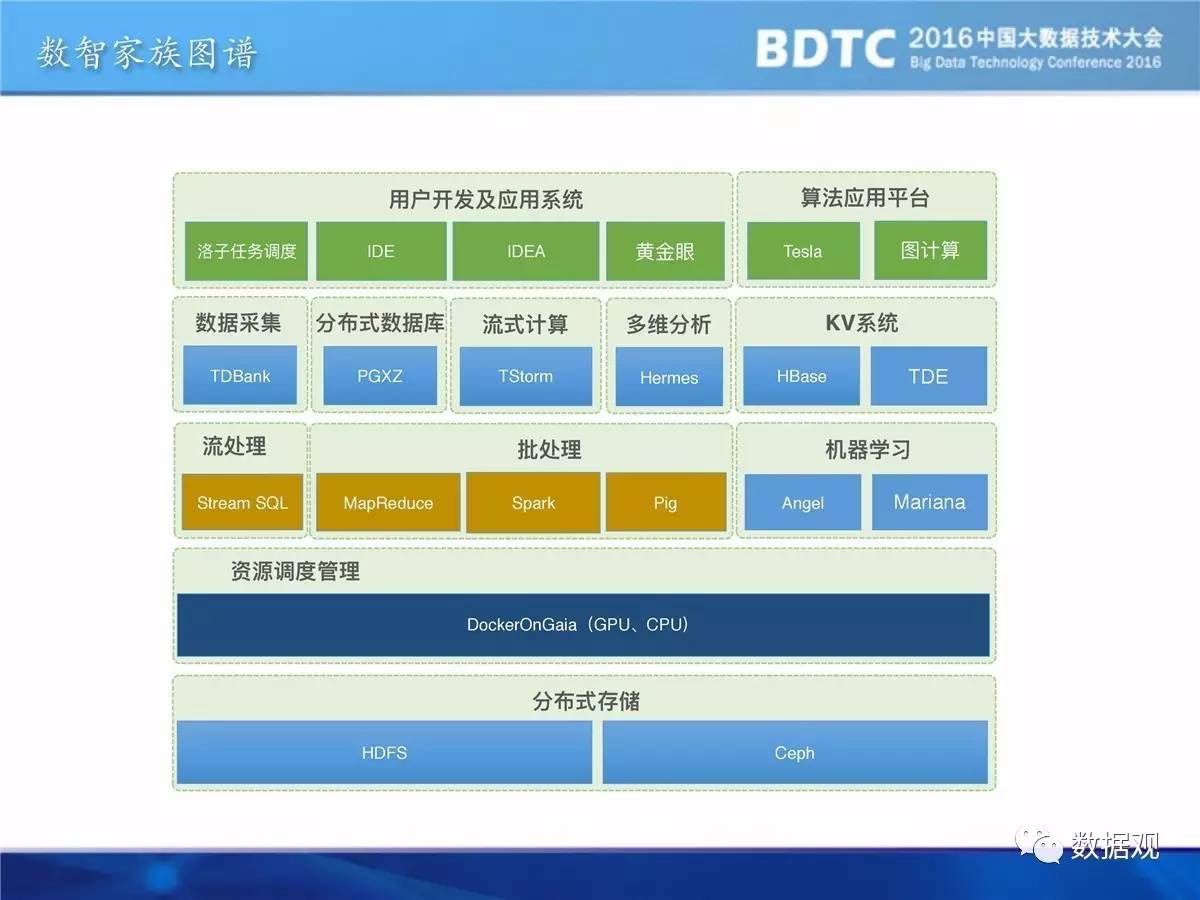 数智家族图谱
BDTC 2016中国大数据技术大会
Big Data Technology Conference 2016
用户开发及应用系统
洛子任务调度 IDE IDEA 黄金眼
算法应用平台
Tesla 图计算
数据采集
TDBank
分布式数据库
PGXZ
流式计算
TStorm
多维分析
Hermes
KV系统
HBase TDE
流处理
Stream SQL
批处理
MapReduce Spark Pig
机器学习
Angel Mariana
资源调度管理
DockerOnGaia（GPU、CPU）
分布式存储
HDFS Ceph
数据观